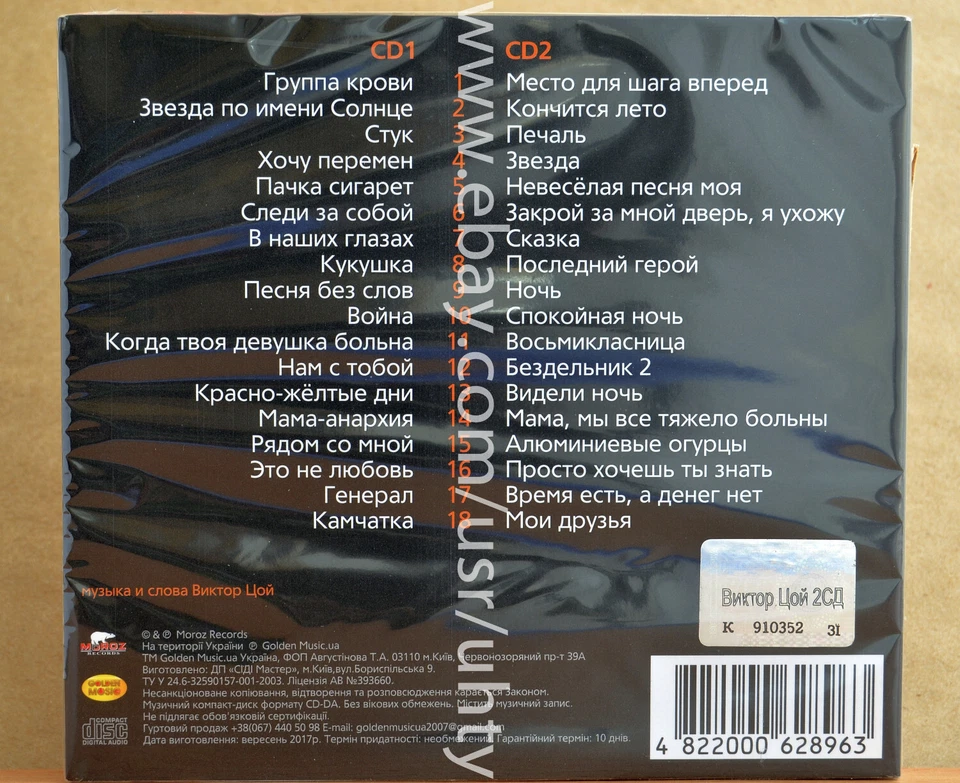 CD1 CD2
Группа крови 1 Место для шага вперед
Звезда по имени Солнце 2 Кончится лето
Стук 3 Печаль
Хочу перемен 4 Звезда
Пачка сигарет 5 Невесёлая песня моя
Следи за собой 6 Закрой за мной дверь, я ухожу
В наших глазах 7 Сказка
Кукушка 8 Последний герой
Песня без слов 9 Ночь
Война 10 Спокойная ночь
Когда твоя девушка больна 11 Восьмикласница
Нам с тобой 12 Бездельник 2
Красно-жёлтые дни 13 Видели ночь
Мама-анархия 14 Мама, мы все тяжело больны
Рядом со мной 15 Алюминиевые огурцы
Это не любовь 16 Просто хочешь ты знать
Генерал 17 Время есть, а денег нет
Камчатка 18 Мои друзья
www.ebay.com/usr/uhty
музыка и слова Виктор Цой
Виктор Цой 2СД
К 910352 ЗІ
MOROZ
RECORDS
GOLDEN
MUSIC
COMPACT
disc
DIGITAL AUDIO
© & ℗ Moroz Records
На території України ℗ Golden Music.ua
ТМ Golden Music.ua Україна, ФОП Августінова Т.А. 03110 м.Київ, Червонозоряний пр-т 39А
Виготовлено: ДП «СІДІ Мастер», м.Київ,вул.Бориспільська 9.
ТУ У 24.6-32590157-001-2003. Ліцензія АВ №393660.
Несанкціоноване копіювання, відтворення та розповсюдження карається Законом.
Музичний компакт-диск формату CD-DA. Без вікових обмежень. Містить музичний запис.
Не підлягає обов'язковій сертифікації.
Гуртовий продаж +38(067) 440 50 98 E-mail: goldenmusicua2007@gmail.com
Дата виготовлення: вересень 2017р. Термін придатності: необмежений. Гарантійний термін: 10 днів.
4 822000 628963